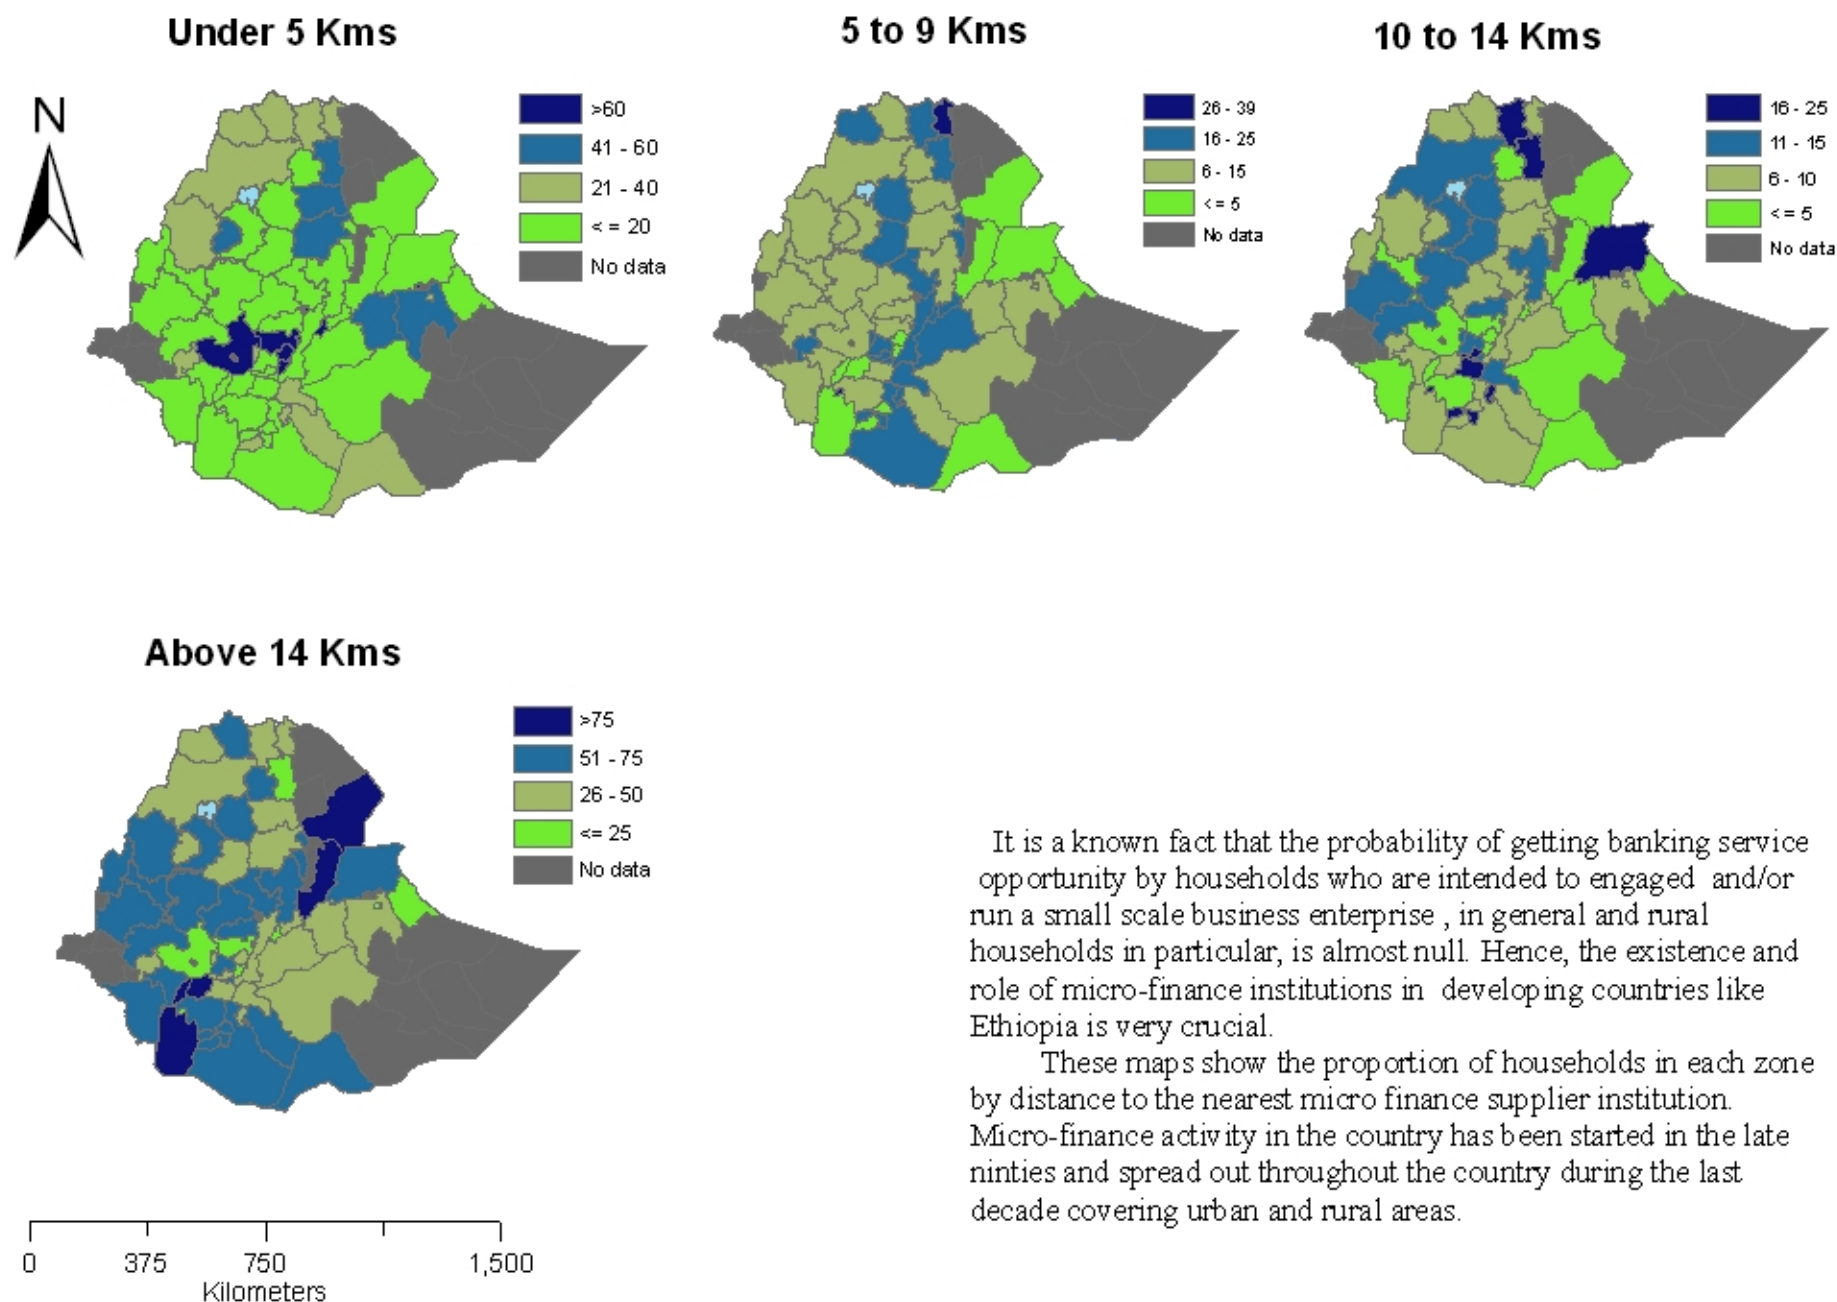 Under 5 Kms
5 to 9 Kms
10 to 14 Kms
N
>60
41 - 60
21 - 40
< = 20
No data
26 - 39
16 - 25
6 - 15
< = 5
No data
16 - 25
11 - 15
6 - 10
< = 5
No data
Above 14 Kms
>75
51 - 75
26 - 50
<= 25
No data
It is a known fact that the probability of getting banking service
opportunity by households who are intended to engaged and/or
run a small scale business enterprise , in general and rural
households in particular, is almost null. Hence, the existence and
role of micro-finance institutions in developing countries like
Ethiopia is very crucial.
These maps show the proportion of households in each zone
by distance to the nearest micro finance supplier institution.
Micro-finance activity in the country has been started in the late
ninties and spread out throughout the country during the last
decade covering urban and rural areas.
0 375 750 1,500
Kilometers